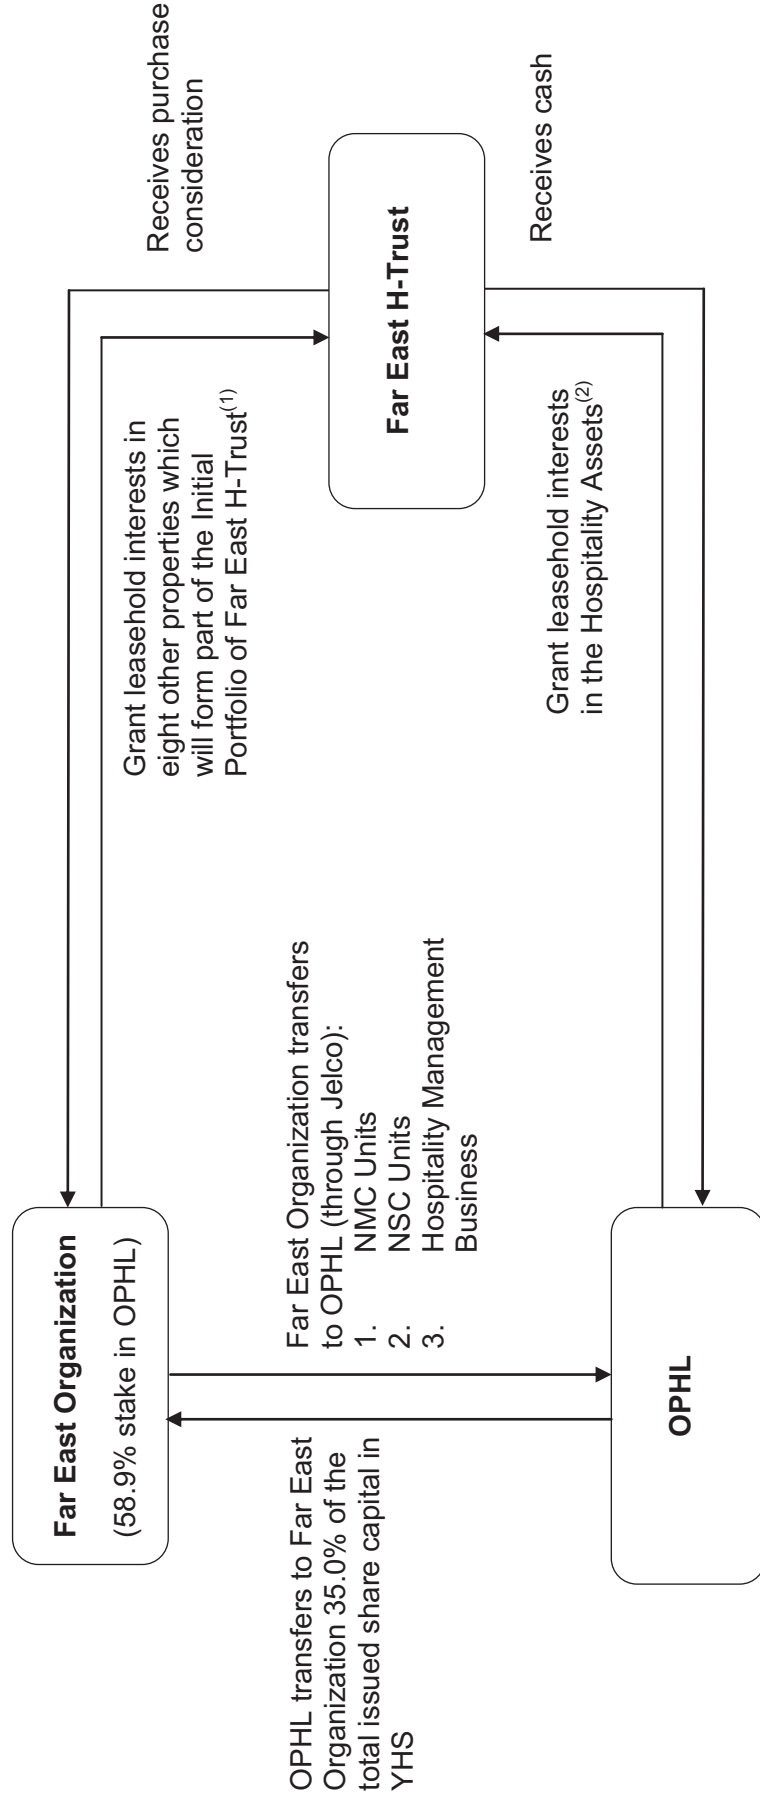 Far East Organization
(58.9% stake in OPHL)
Receives purchase
consideration
Grant leasehold interests in
eight other properties which
will form part of the Initial
Portfolio of Far East H-Trust(1)
OPHL transfers to Far East
Organization 35.0% of the
total issued share capital in
YHS
Far East Organization transfers
to OPHL (through Jelco):
1. NMC Units
2. NSC Units
3. Hospitality Management
Business
Far East H-Trust
Grant leasehold interests
in the Hospitality Assets(2)
Receives cash
OPHL